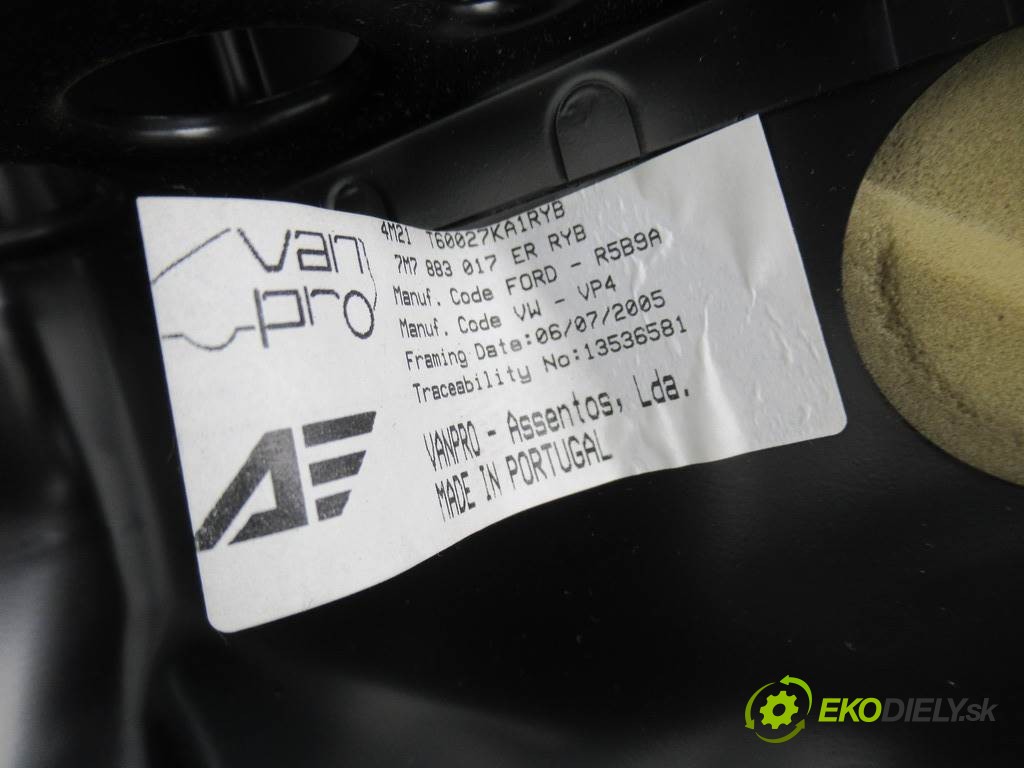 van
pro
4M21 T60027KA1RYB
7M7 883 017 ER RYB
Manuf. Code FORD - R5B9A
Manuf. Code VW - VP4
Framing Date:06/07/2005
Traceability No:13536581
VANPRO - Assentos, Lda.
MADE IN PORTUGAL
AE
EKODIELY.sk